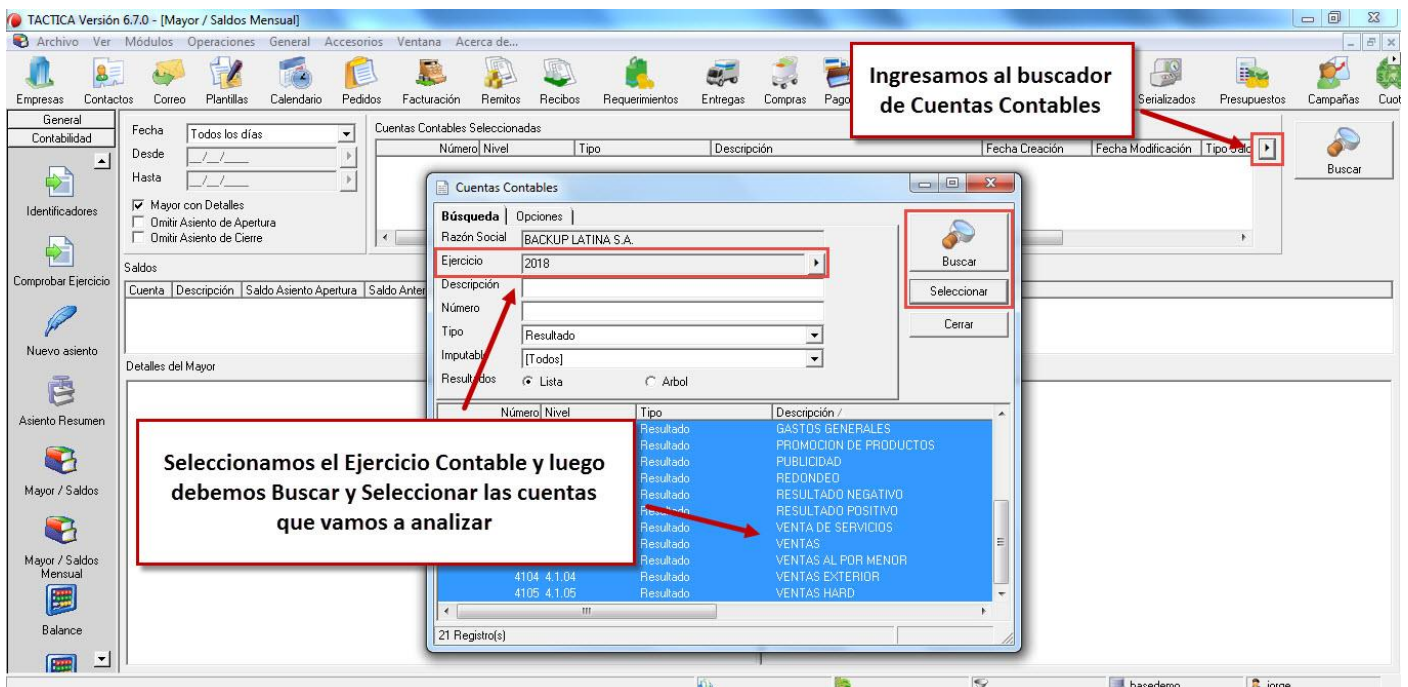 TACTICA Versión 6.7.0 - [Mayor / Saldos Mensual]
Archivo Ver Módulos Operaciones General Accesorios Ventana Acerca de...
Empresas Contactos Correo Plantillas Calendario Pedidos Facturación Remitos Recibos Requerimientos Entregas Compras Serializados Presupuestos Campañas
Ingresamos al buscador
de Cuentas Contables
General
Contabilidad
Identificadores
Comprobar Ejercicio
Nuevo asiento
Asiento Resumen
Mayor / Saldos
Mayor / Saldos
Mensual
Balance
Fecha Todos los días
Desde _/_/___
Hasta _/_/___
Mayor con Detalles
Omitir Asiento de Apertura
Omitir Asiento de Cierre
Cuentas Contables Seleccionadas
Número Nivel Tipo Descripción Fecha Creación Fecha Modificación Tipo
Buscar
Saldos
Cuenta Descripción Saldo Asiento Apertura Saldo
Detalles del Mayor
Cuentas Contables
Búsqueda Opciones
Razón Social BACKUP LATINA S.A.
Ejercicio 2018
Descripción
Número
Tipo Resultado
Imputable [Todos]
Resultados Lista Arbol
Buscar
Seleccionar
Cerrar
Número Nivel Tipo Descripción /
Resultado GASTOS GENERALES
Resultado PROMOCION DE PRODUCTOS
Resultado PUBLICIDAD
Resultado REDONDEO
Resultado RESULTADO NEGATIVO
Resultado RESULTADO POSITIVO
Resultado VENTA DE SERVICIOS
Resultado VENTAS
Resultado VENTAS AL POR MENOR
4104 4.1.04 Resultado VENTAS EXTERIOR
4105 4.1.05 Resultado VENTAS HARD
21 Registro(s)
Seleccionamos el Ejercicio Contable y luego
debemos Buscar y Seleccionar las cuentas
que vamos a analizar
basedemo jorge